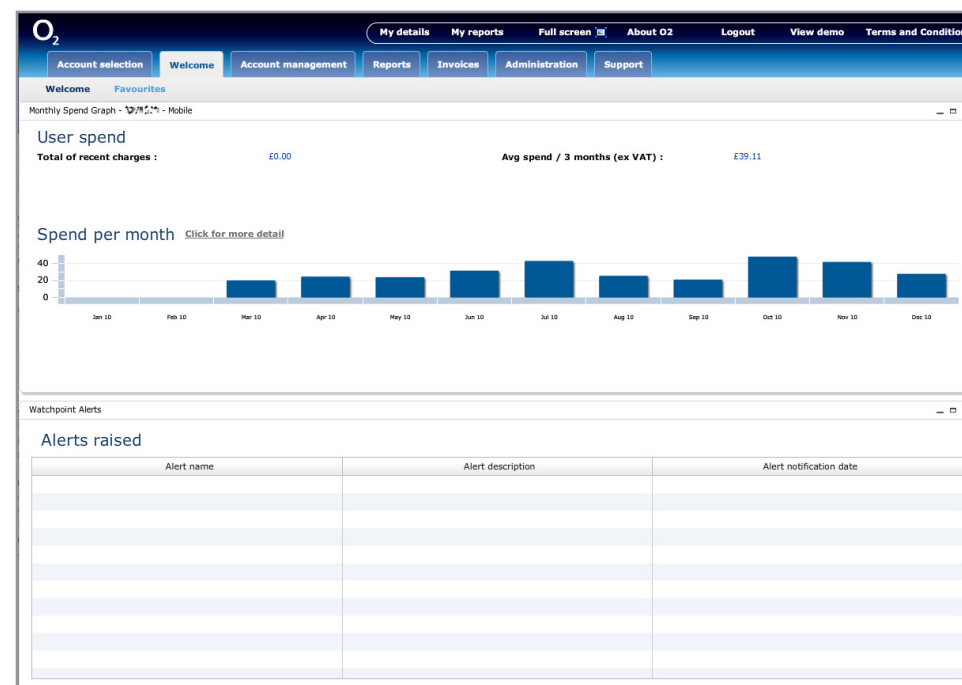 O2
My details My reports Full screen About O2 Logout View demo Terms and Condition
Account selection Welcome Account management Reports Invoices Administration Support
Welcome Favourites
Monthly Spend Graph - - Mobile
User spend
Total of recent charges : £0.00 Avg spend / 3 months (ex VAT) : £39.11
Spend per month Click for more detail
40
20
0
Jan 10 Feb 10 Mar 10 Apr 10 May 10 Jun 10 Jul 10 Aug 10 Sep 10 Oct 10 Nov 10 Dec 10
Watchpoint Alerts
Alerts raised
Alert name Alert description Alert notification date